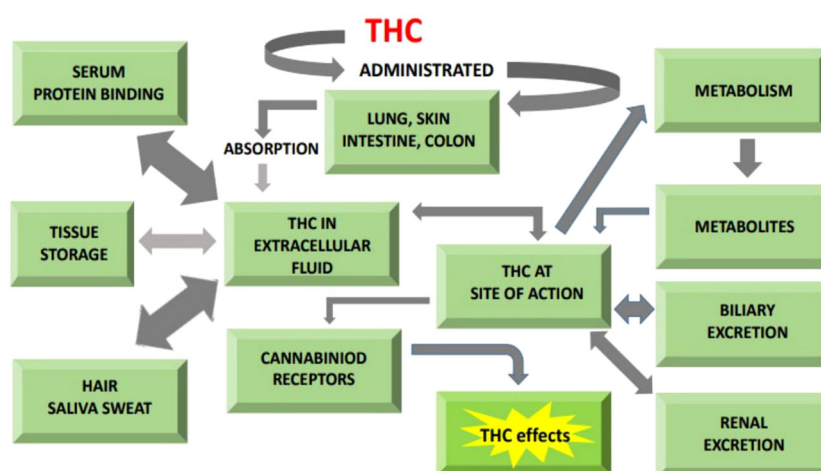 THC
ADMINISTRATED
SERUM
PROTEIN BINDING
LUNG, SKIN
INTESTINE, COLON
METABOLISM
ABSORPTION
TISSUE
STORAGE
THC IN
EXTRACELLULAR
FLUID
METABOLITES
THC AT
SITE OF ACTION
BILIARY
EXCRETION
CANNABINIOD
RECEPTORS
HAIR
SALIVA SWEAT
THC effects
RENAL
EXCRETION